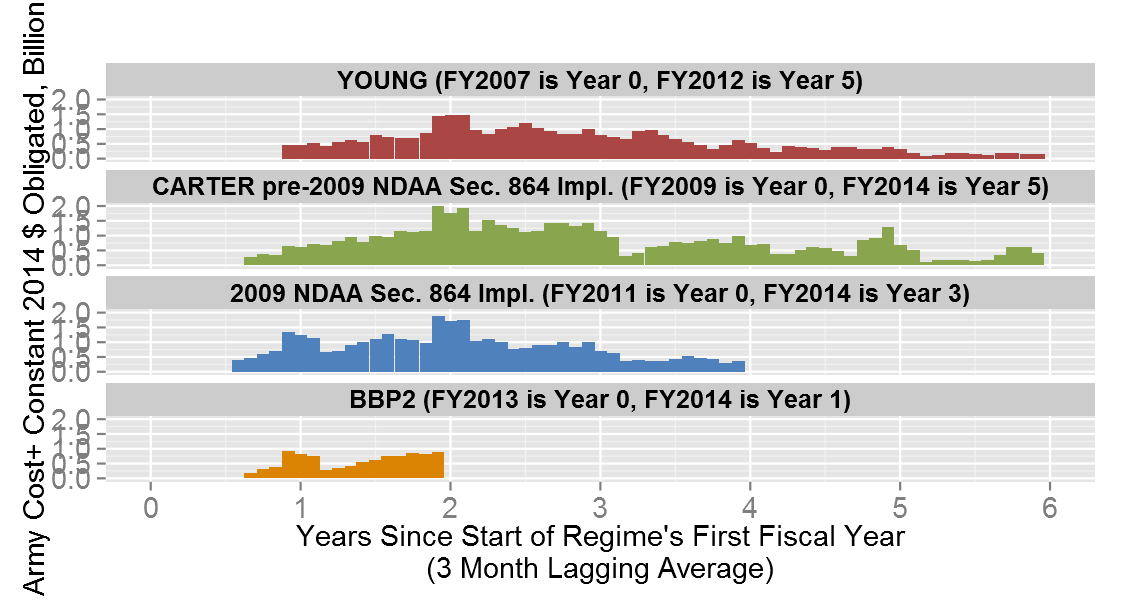 Army Cost+ Constant 2014 $ Obligated, Billion
YOUNG (FY2007 is Year 0, FY2012 is Year 5)
2.0
1.5
1.0
0.5
0.0
CARTER pre-2009 NDAA Sec. 864 Impl. (FY2009 is Year 0, FY2014 is Year 5)
2.0
1.5
1.0
0.5
0.0
2009 NDAA Sec. 864 Impl. (FY2011 is Year 0, FY2014 is Year 3)
2.0
1.5
1.0
0.5
0.0
BBP2 (FY2013 is Year 0, FY2014 is Year 1)
2.0
1.5
1.0
0.5
0.0
0 1 2 3 4 5 6
Years Since Start of Regime's First Fiscal Year
(3 Month Lagging Average)